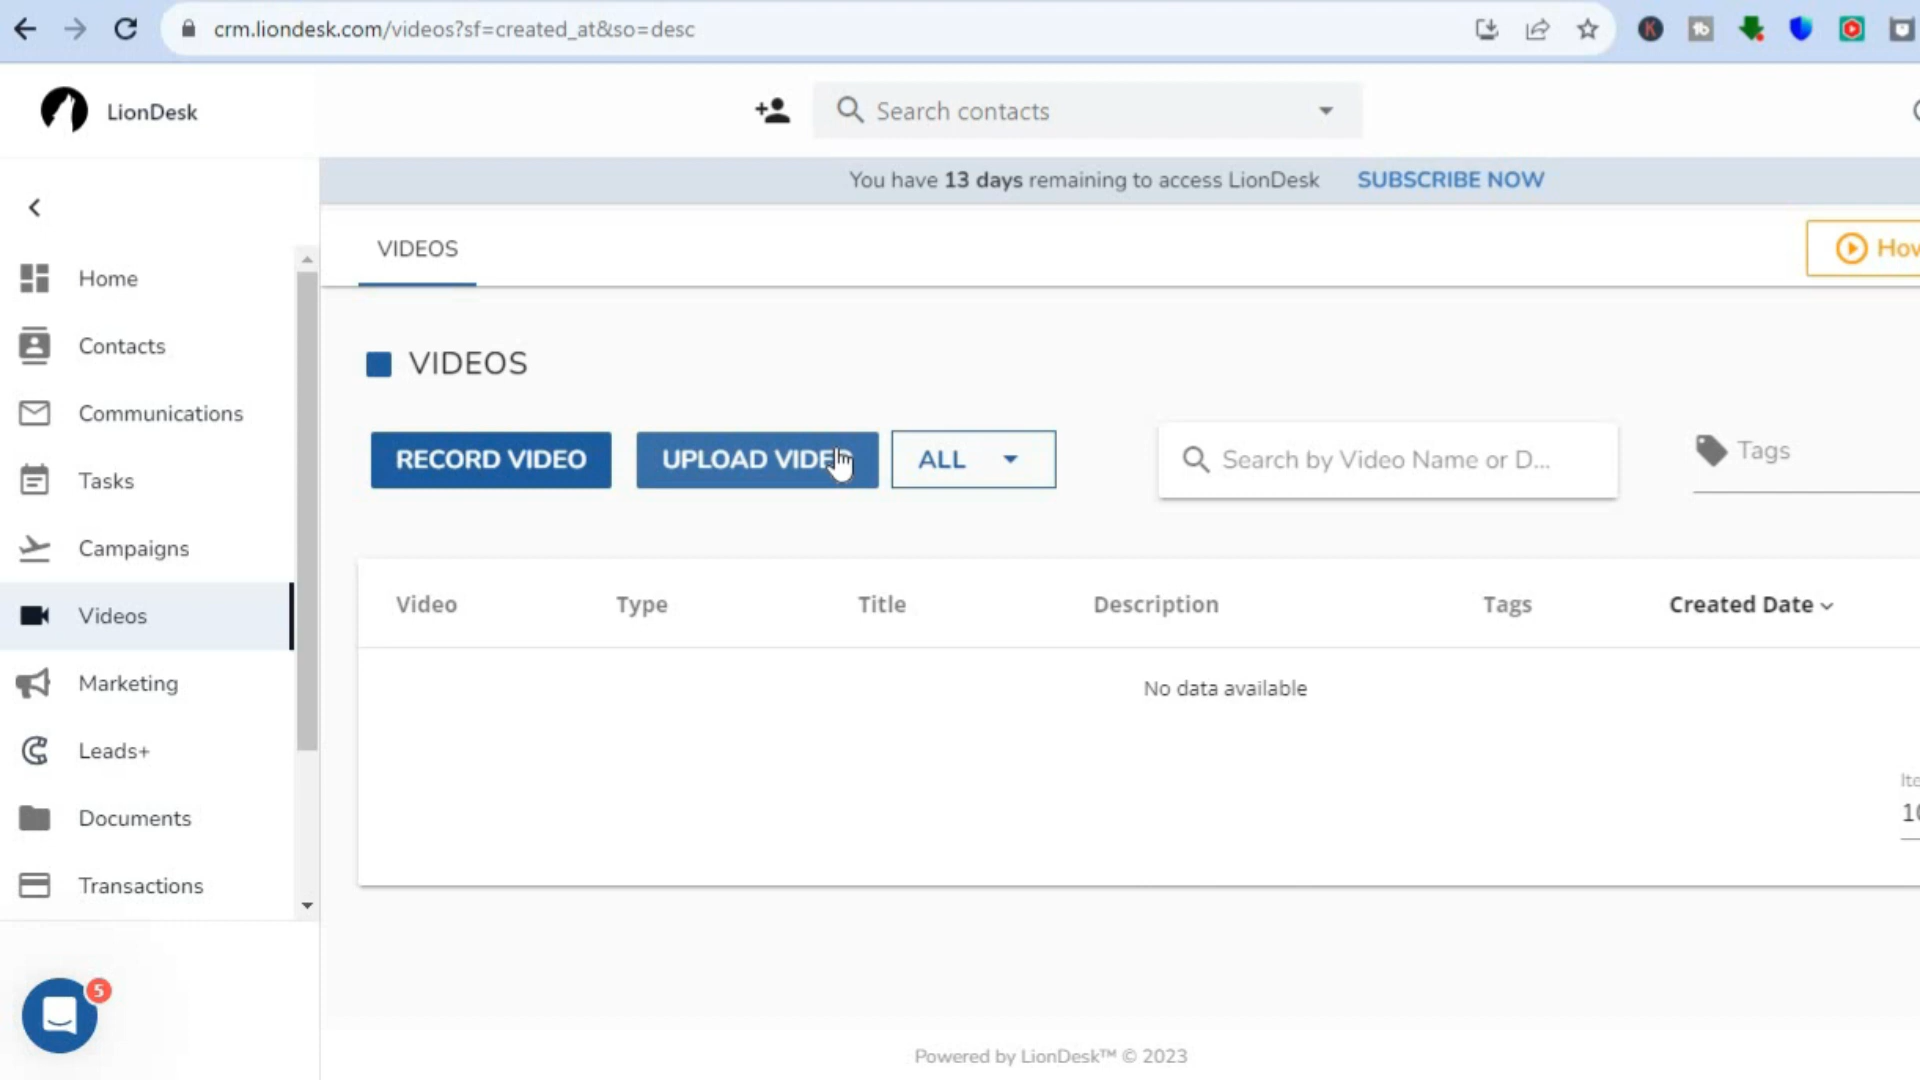 crm.liondesk.com/videos?sf=created_at&so=desc
K
tb
LionDesk
Search contacts
You have 13 days remaining to access LionDesk SUBSCRIBE NOW
VIDEOS
Home
Contacts
Communications
Tasks
Campaigns
Videos
Marketing
Leads+
Documents
Transactions
5
VIDEOS
RECORD VIDEO
UPLOAD VIDEO
ALL
Search by Video Name or D...
Tags
Video Type Title Description Tags Created Date
No data available
Powered by LionDesk™ © 2023